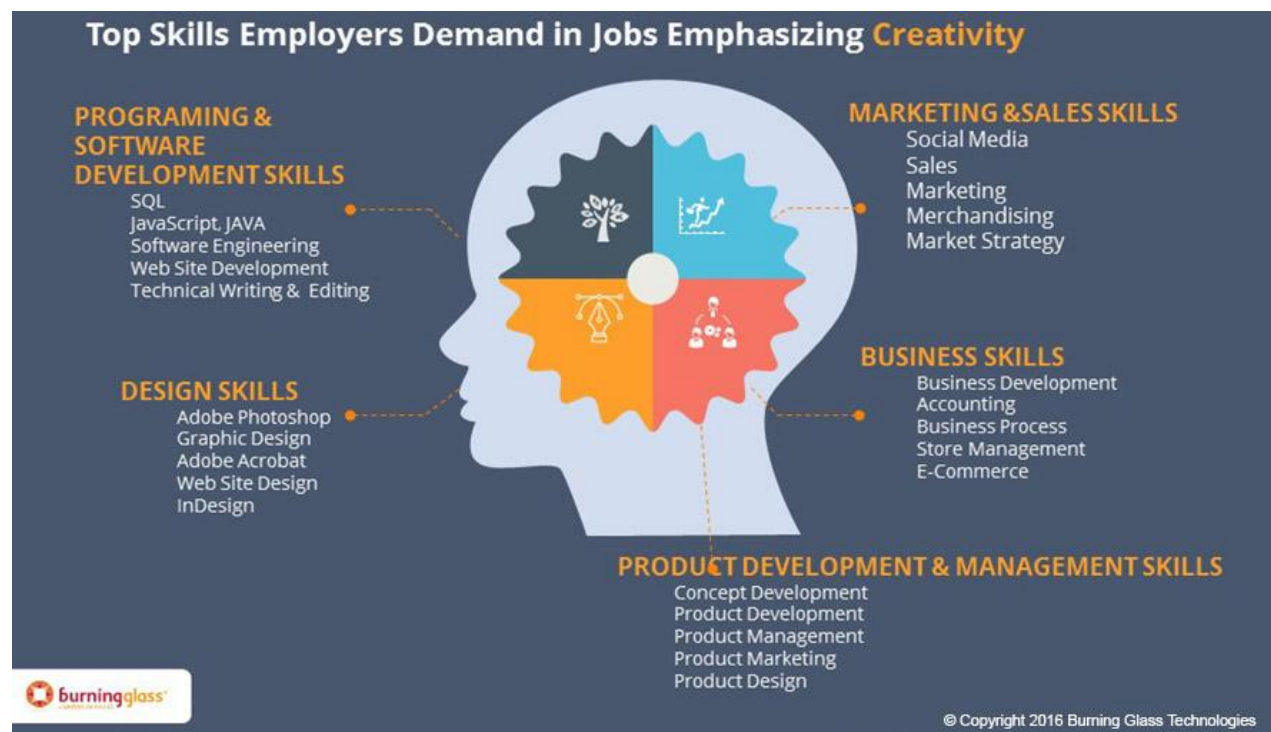 Top Skills Employers Demand in Jobs Emphasizing Creativity
PROGRAMING &
SOFTWARE
DEVELOPMENT SKILLS
SQL
JavaScript, JAVA
Software Engineering
Web Site Development
Technical Writing & Editing
MARKETING &SALES SKILLS
Social Media
Sales
Marketing
Merchandising
Market Strategy
DESIGN SKILLS
Adobe Photoshop
Graphic Design
Adobe Acrobat
Web Site Design
InDesign
BUSINESS SKILLS
Business Development
Accounting
Business Process
Store Management
E-Commerce
PRODUCT DEVELOPMENT & MANAGEMENT SKILLS
Concept Development
Product Development
Product Management
Product Marketing
Product Design
burningglass
© Copyright 2016 Burning Glass Technologies